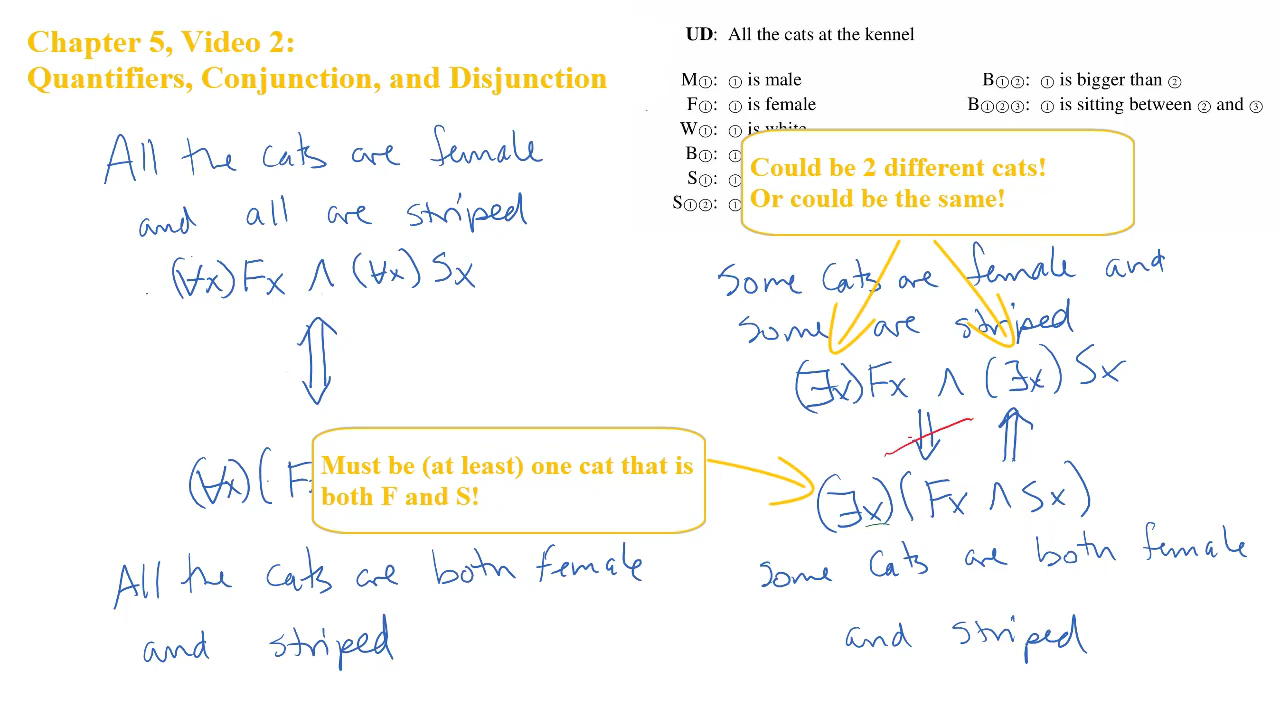 Chapter 5, Video 2:
Quantifiers, Conjunction, and Disjunction
UD: All the cats at the kennel
M①: ① is male
F①: ① is female
W①: ① is white
B①: ①
S①: ①
S①②: ①
B①②: ① is bigger than ②
B①②③: ① is sitting between ② and ③
Could be 2 different cats!
Or could be the same!
All the cats are female
and all are striped
(∀x)Fx ∧ (∀x)Sx
(∀x)(F
All the cats are both female
and striped
Some cats are female and
some are striped
(∃x)Fx ∧ (∃x)Sx
Must be (at least) one cat that is
both F and S!
(∃x)(Fx ∧ Sx)
Some cats are both female
and striped